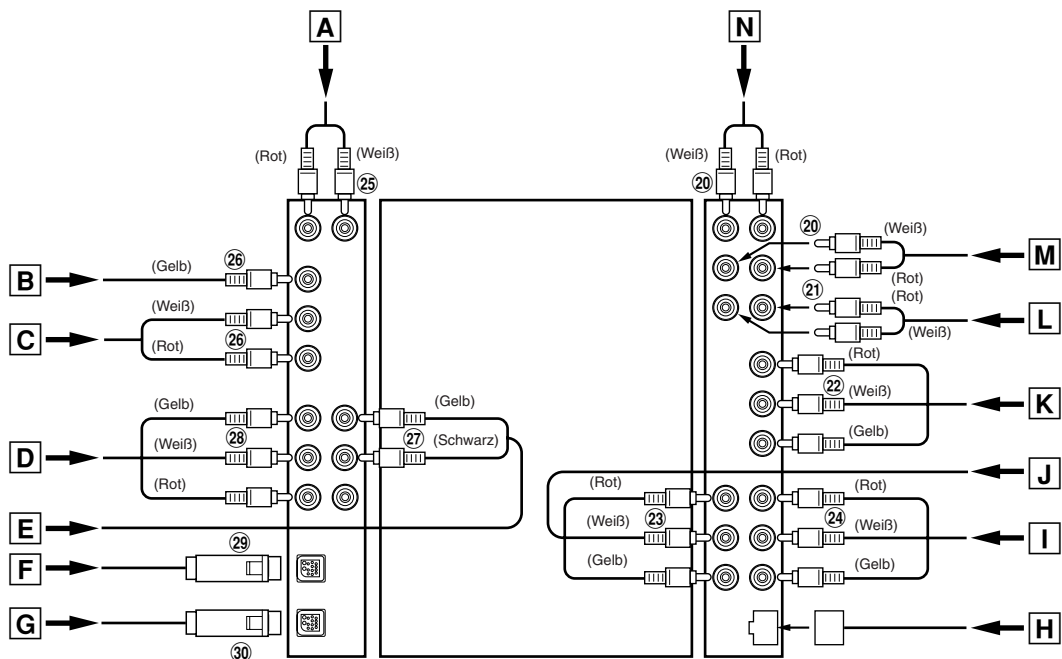 A
N
(Rot)
(Weiß)
㉕
(Weiß)
(Rot)
⑳
⑳
(Weiß)
M
(Rot)
B
(Gelb)
㉖
㉑
(Rot)
L
(Weiß)
C
(Weiß)
(Rot)
㉖
(Rot)
㉒
(Weiß)
K
(Gelb)
D
(Gelb)
(Weiß)
㉘
(Rot)
(Gelb)
㉗
(Schwarz)
J
E
(Rot)
(Weiß)
㉓
(Gelb)
(Rot)
㉔
(Weiß)
I
(Gelb)
F
㉙
G
㉚
H